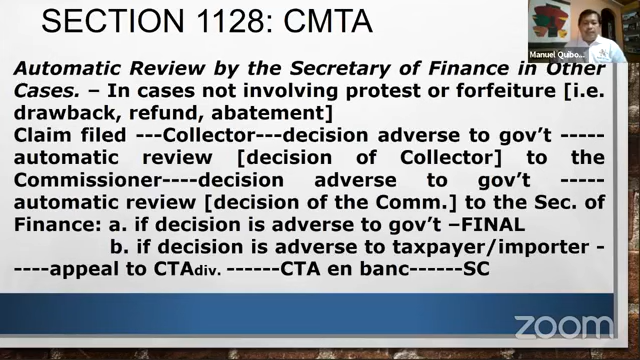 SECTION 1128: CMTA
Manuel Quibo...
Automatic Review by the Secretary of Finance in Other
Cases. – In cases not involving protest or forfeiture [i.e.
drawback, refund, abatement]
Claim filed ---Collector---decision adverse to gov't -----
automatic review [decision of Collector] to the
Commissioner----decision adverse to gov't -----
automatic review [decision of the Comm.] to the Sec. of
Finance: a. if decision is adverse to gov't –FINAL
b. if decision is adverse to taxpayer/importer -
----appeal to CTAdiv. ------CTA en banc------SC
zoom